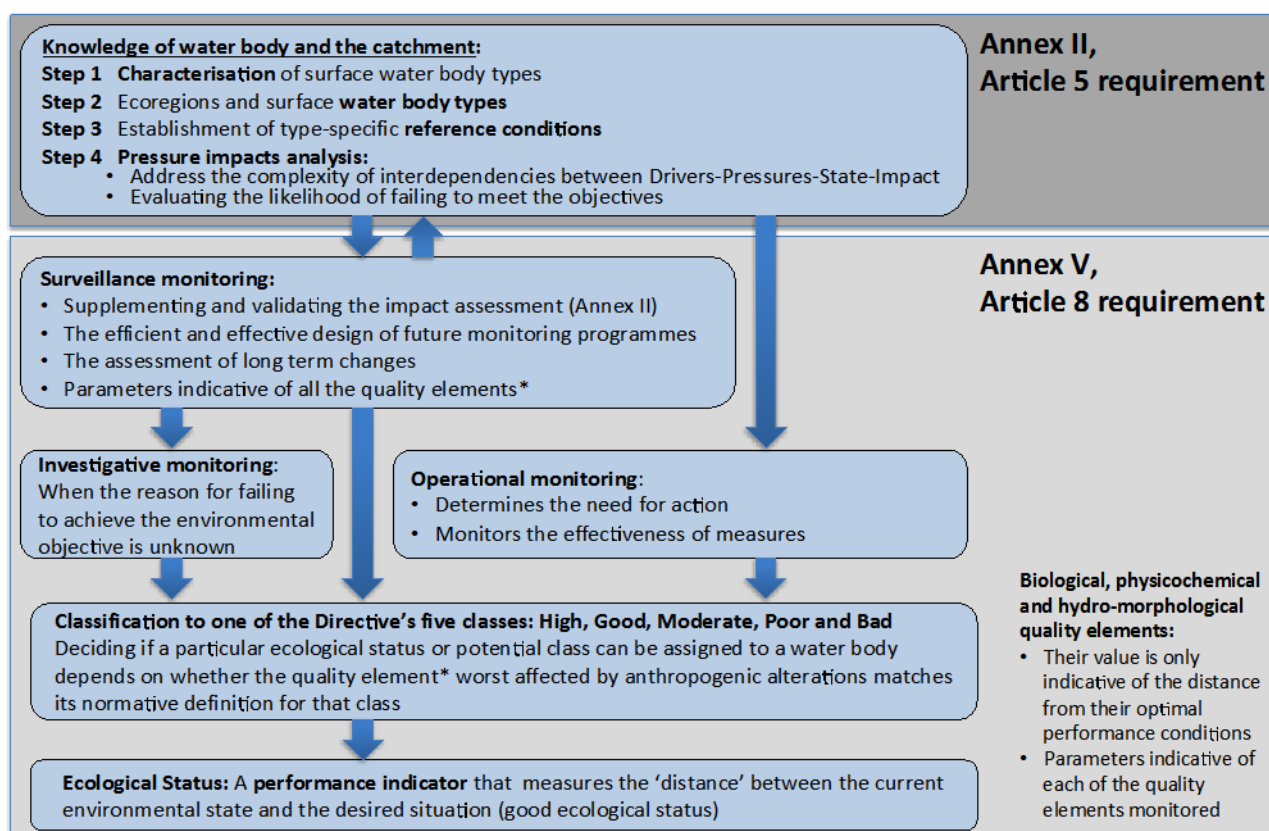 Knowledge of water body and the catchment:
Step 1 Characterisation of surface water body types
Step 2 Ecoregions and surface water body types
Step 3 Establishment of type-specific reference conditions
Step 4 Pressure impacts analysis:
• Address the complexity of interdependencies between Drivers-Pressures-State-Impact
• Evaluating the likelihood of failing to meet the objectives
Annex II,
Article 5 requirement
Annex V,
Article 8 requirement
Surveillance monitoring:
• Supplementing and validating the impact assessment (Annex II)
• The efficient and effective design of future monitoring programmes
• The assessment of long term changes
• Parameters indicative of all the quality elements*
Investigative monitoring:
When the reason for failing
to achieve the environmental
objective is unknown
Operational monitoring:
• Determines the need for action
• Monitors the effectiveness of measures
Classification to one of the Directive's five classes: High, Good, Moderate, Poor and Bad
Deciding if a particular ecological status or potential class can be assigned to a water body
depends on whether the quality element* worst affected by anthropogenic alterations matches
its normative definition for that class
Ecological Status: A performance indicator that measures the 'distance' between the current
environmental state and the desired situation (good ecological status)
Biological, physicochemical
and hydro-morphological
quality elements:
• Their value is only
indicative of the distance
from their optimal
performance conditions
• Parameters indicative of
each of the quality
elements monitored